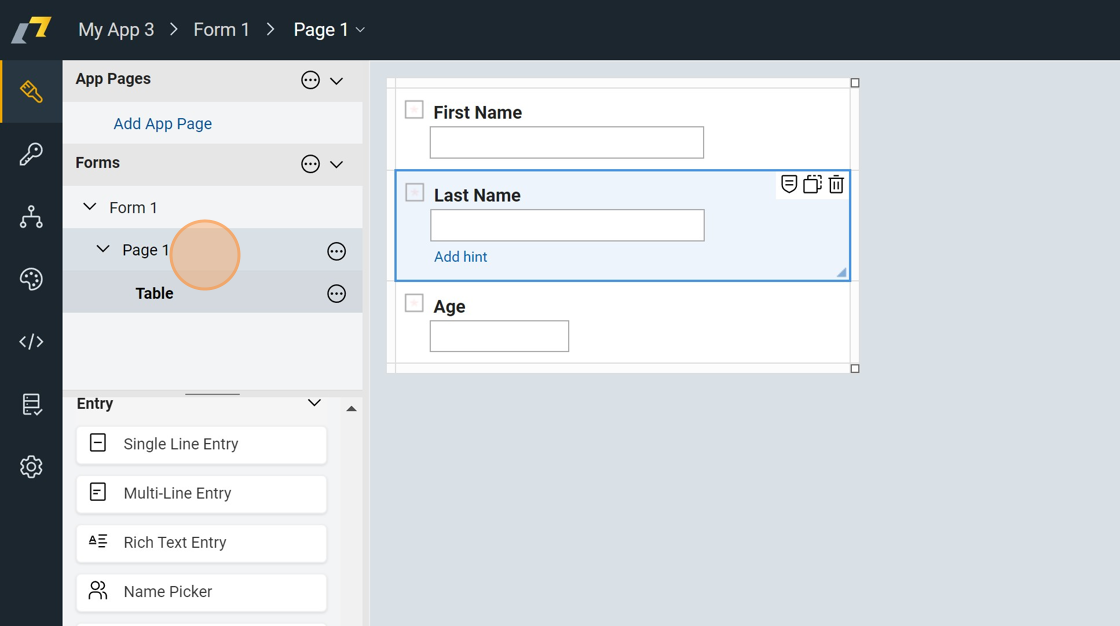 My App 3 > Form 1 > Page 1
App Pages
Add App Page
Forms
Form 1
Page 1
Table
Entry
Single Line Entry
Multi-Line Entry
Rich Text Entry
Name Picker
First Name
Last Name
Add hint
Age